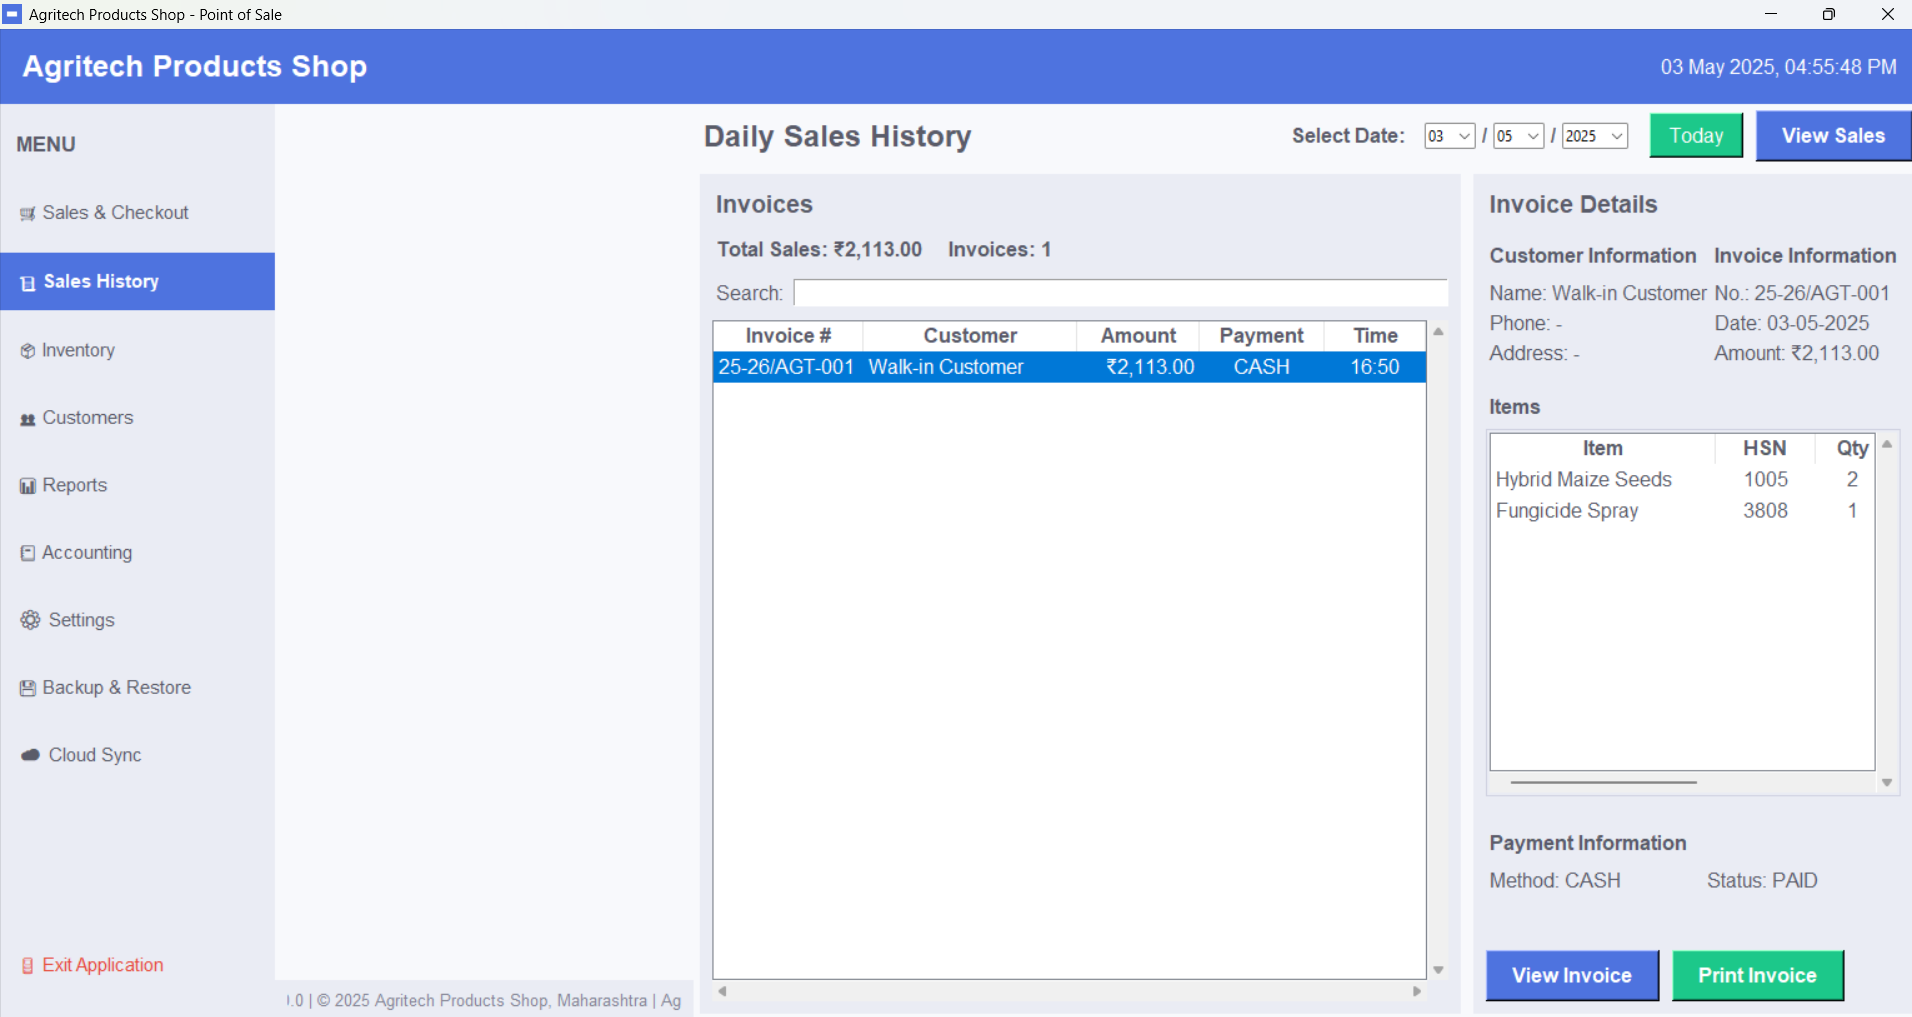 Agritech Products Shop - Point of Sale
Agritech Products Shop
03 May 2025, 04:55:48 PM
MENU
Sales & Checkout
Sales History
Inventory
Customers
Reports
Accounting
Settings
Backup & Restore
Cloud Sync
Exit Application
Daily Sales History
Select Date: 03 / 05 / 2025 Today View Sales
Invoices
Total Sales: ₹2,113.00 Invoices: 1
Search:
Invoice # Customer Amount Payment Time
25-26/AGT-001 Walk-in Customer ₹2,113.00 CASH 16:50
Invoice Details
Customer Information Invoice Information
Name: Walk-in Customer No.: 25-26/AGT-001
Phone: - Date: 03-05-2025
Address: - Amount: ₹2,113.00
Items
Item HSN Qty
Hybrid Maize Seeds 1005 2
Fungicide Spray 3808 1
Payment Information
Method: CASH Status: PAID
View Invoice Print Invoice
.0 | © 2025 Agritech Products Shop, Maharashtra | Ag